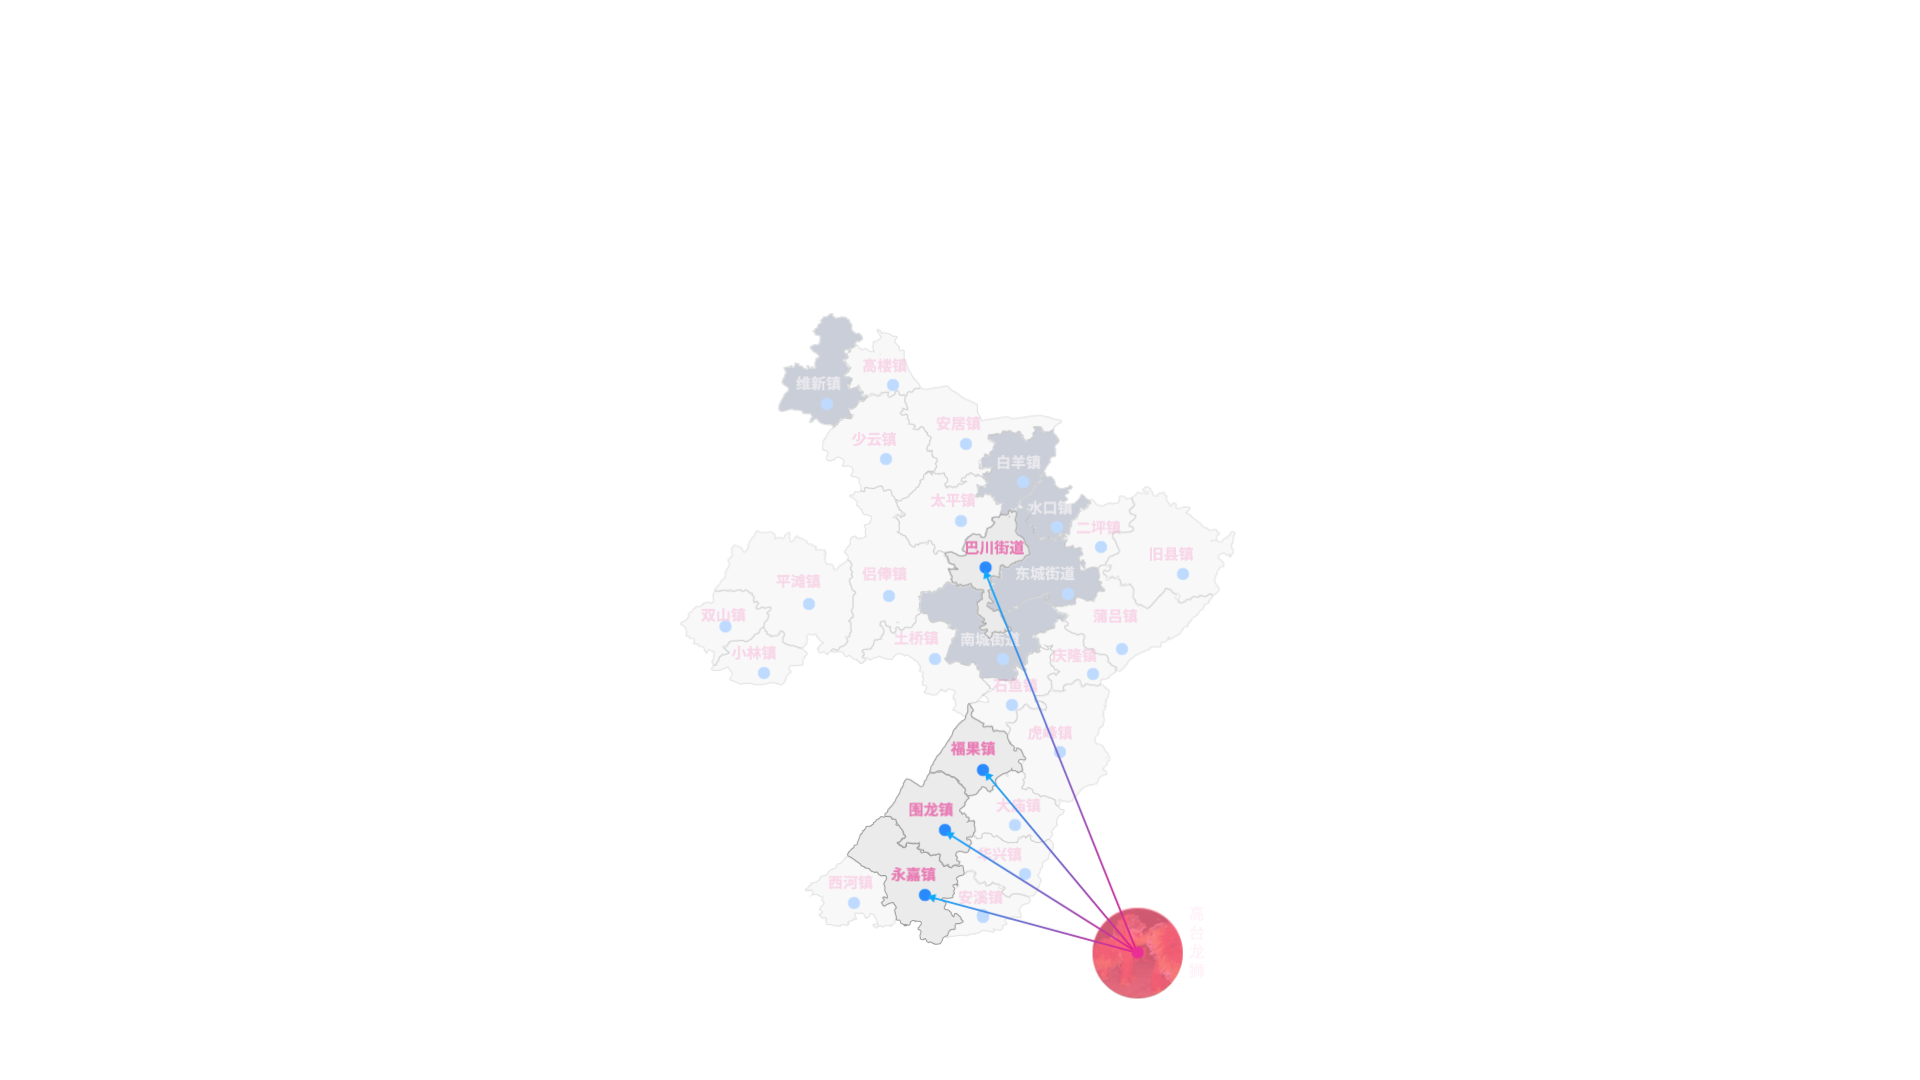 高楼镇
维新镇
安居镇
少云镇
白羊镇
太平镇
水口镇
二坪镇
巴川街道
旧县镇
东城街道
侣俸镇
平滩镇
双山镇
蒲吕镇
土桥镇
南城街道
小林镇
庆隆镇
石鱼镇
虎峰镇
福果镇
大庙镇
围龙镇
华兴镇
永嘉镇
西河镇
安溪镇
高
台
龙
狮